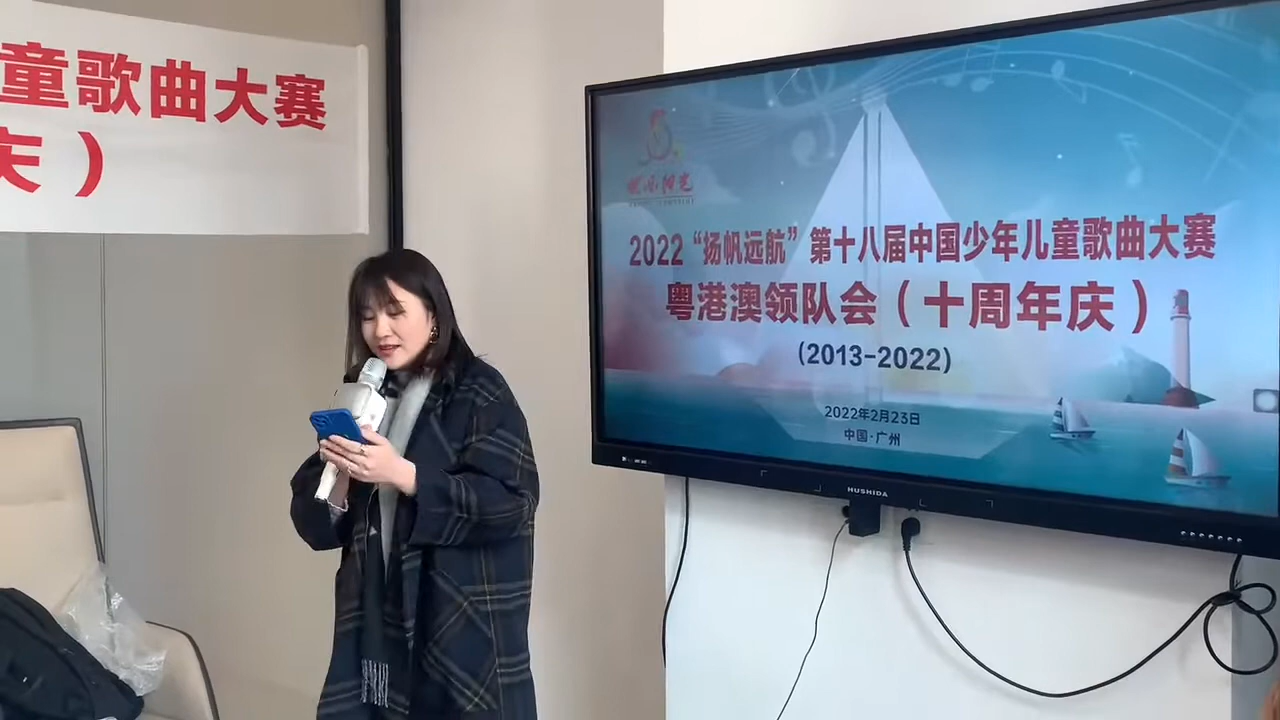 童歌曲大赛
庆）
2022“扬帆远航”第十八届中国少年儿童歌曲大赛
粤港澳领队会（十周年庆）
(2013-2022)
2022年2月23日
中国·广州
HUSHIDA